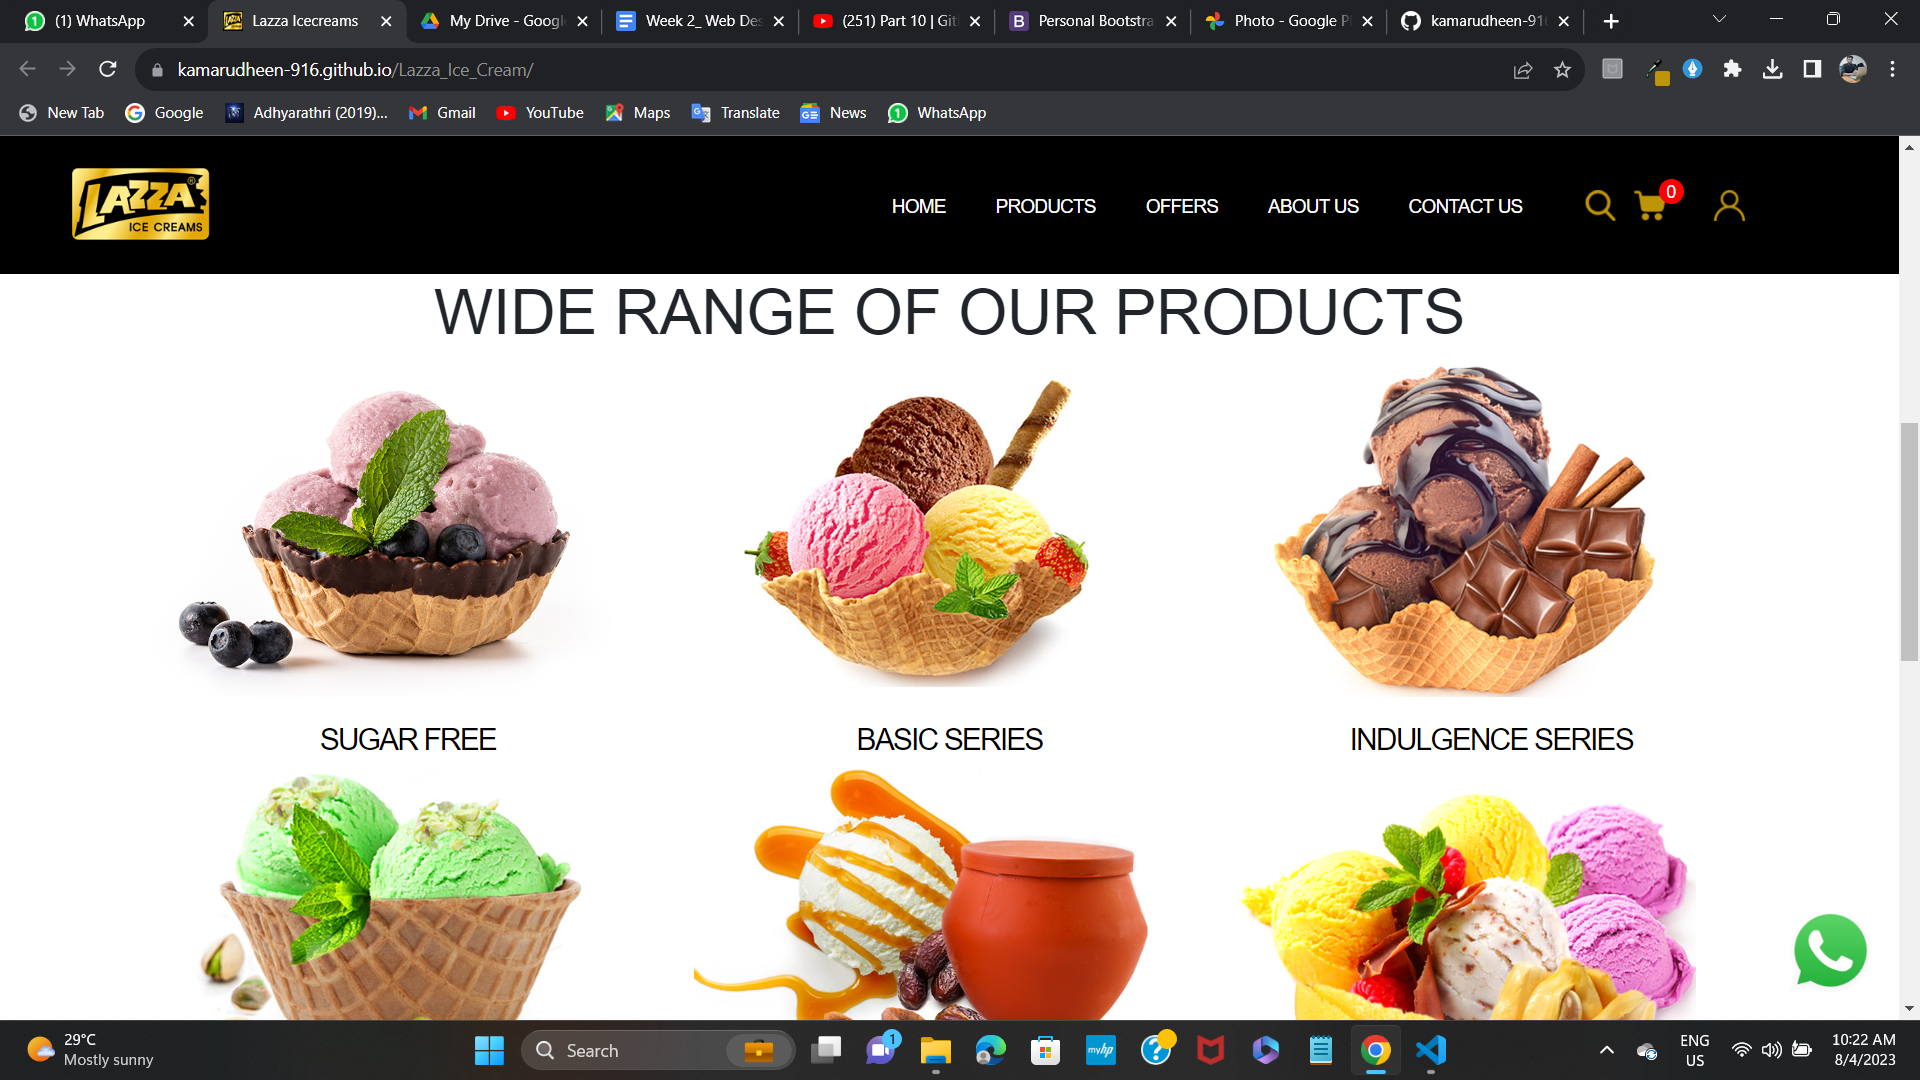 (1) WhatsApp
Lazza Icecreams
My Drive - Googl
Week 2_ Web Des
(251) Part 10 | Git
Personal Bootstra
Photo - Google P
kamarudheen-916
kamarudheen-916.github.io/Lazza_Ice_Cream/
New Tab
Google
Adhyarathri (2019)...
Gmail
YouTube
Maps
Translate
News
WhatsApp
LAZZA®
ICE CREAMS
HOME
PRODUCTS
OFFERS
ABOUT US
CONTACT US
0
WIDE RANGE OF OUR PRODUCTS
SUGAR FREE
BASIC SERIES
INDULGENCE SERIES
29°C
Mostly sunny
Search
1
myhp
ENG
US
10:22 AM
8/4/2023